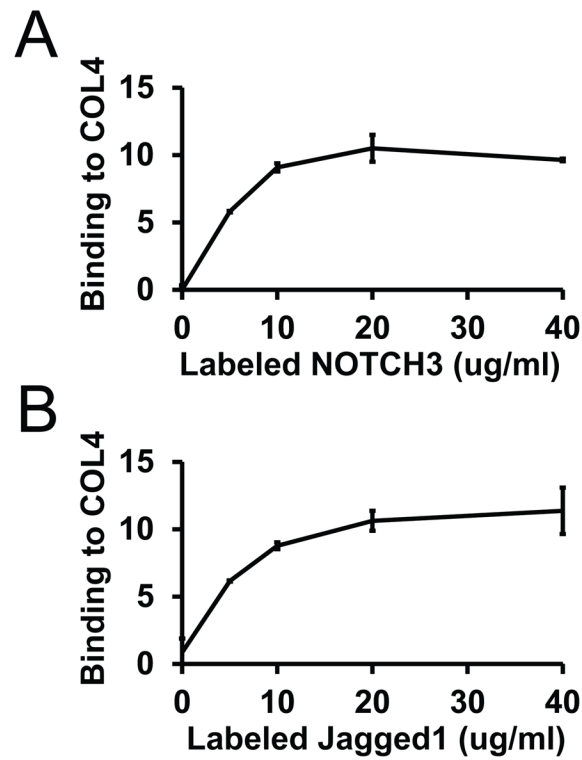 A
Binding to COL4
15
10
5
0
0 10 20 30 40
Labeled NOTCH3 (ug/ml)
B
Binding to COL4
15
10
5
0
0 10 20 30 40
Labeled Jagged1 (ug/ml)